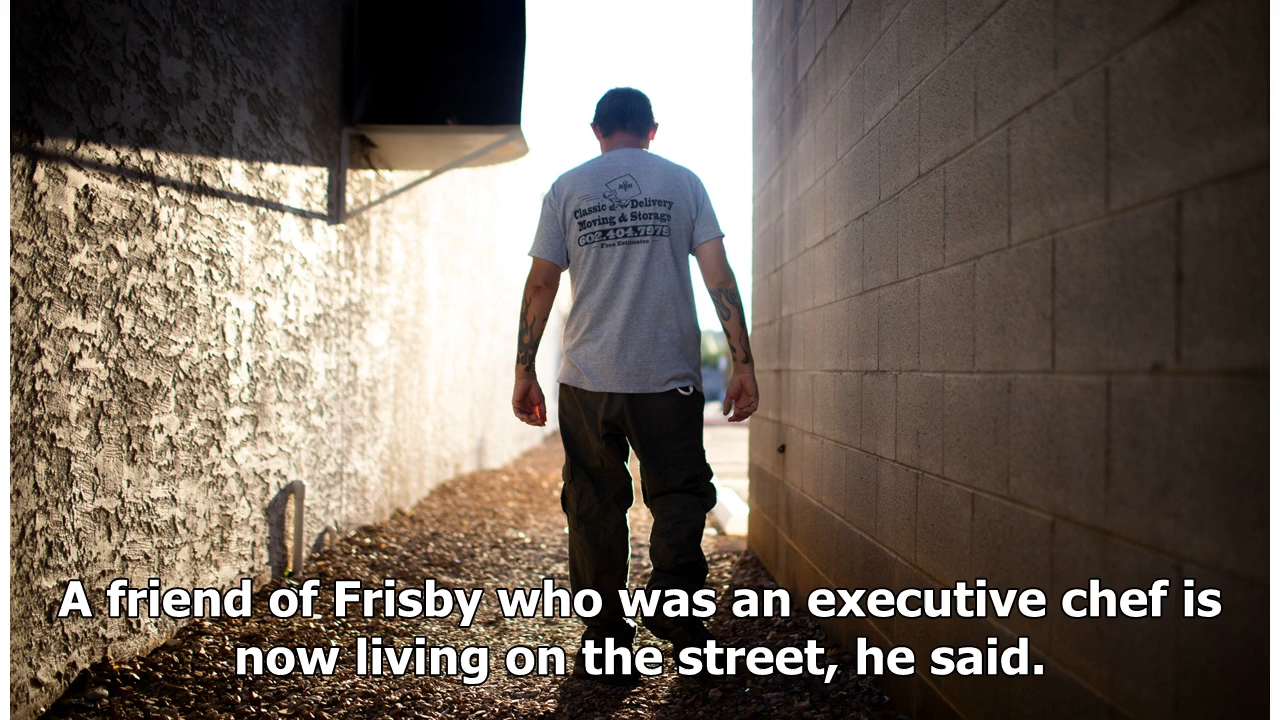 Classic & Delivery
Moving & Storage
602.404.7979
Free Estimates
A friend of Frisby who was an executive chef is
now living on the street, he said.